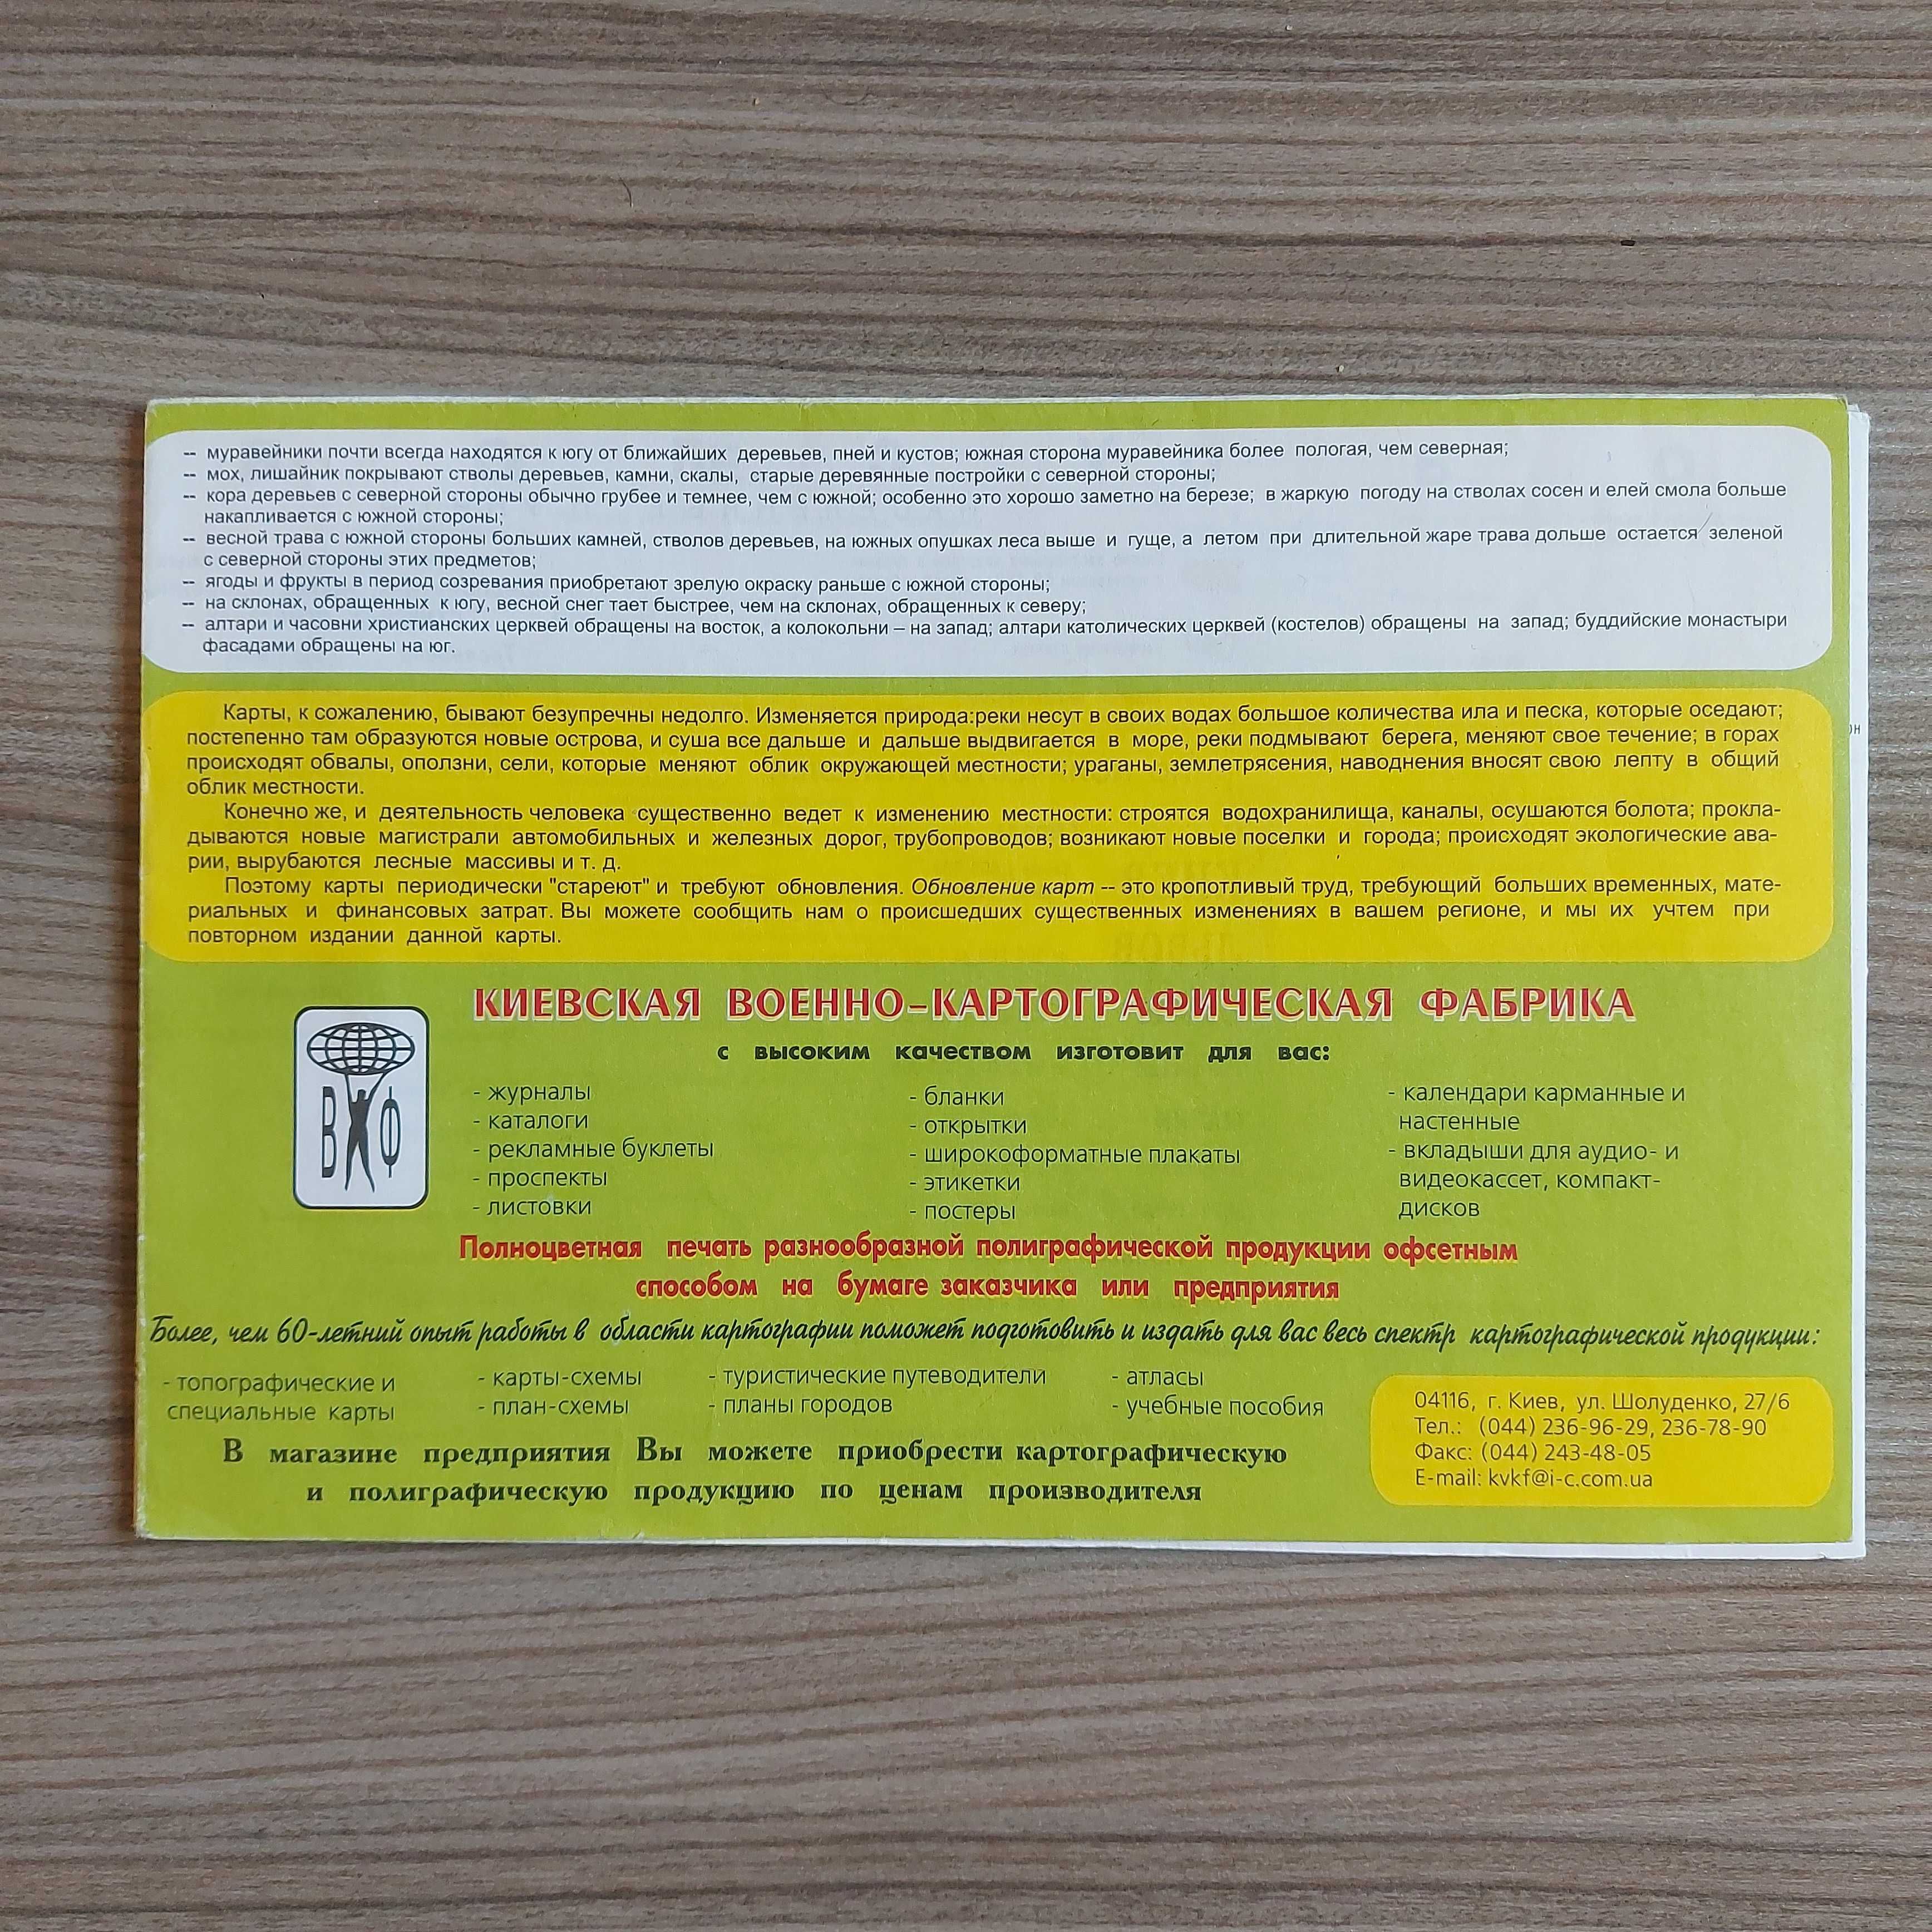 -- муравейники почти всегда находятся к югу от ближайших деревьев, пней и кустов; южная сторона муравейника более пологая, чем северная;
-- мох, лишайник покрывают стволы деревьев, камни, скалы, старые деревянные постройки с северной стороны;
-- кора деревьев с северной стороны обычно грубее и темнее, чем с южной; особенно это хорошо заметно на березе; в жаркую погоду на стволах сосен и елей смола больше
накапливается с южной стороны;
-- весной трава с южной стороны больших камней, стволов деревьев, на южных опушках леса выше и гуще, а летом при длительной жаре трава дольше остается зеленой
с северной стороны этих предметов;
-- ягоды и фрукты в период созревания приобретают зрелую окраску раньше с южной стороны;
-- на склонах, обращенных к югу, весной снег тает быстрее, чем на склонах, обращенных к северу;
-- алтари и часовни христианских церквей обращены на восток, а колокольни – на запад; алтари католических церквей (костелов) обращены на запад; буддийские монастыри
фасадами обращены на юг.
Карты, к сожалению, бывают безупречны недолго. Изменяется природа:реки несут в своих водах большое количества ила и песка, которые оседают;
постепенно там образуются новые острова, и суша все дальше и дальше выдвигается в море, реки подмывают берега, меняют свое течение; в горах
происходят обвалы, оползни, сели, которые меняют облик окружающей местности; ураганы, землетрясения, наводнения вносят свою лепту в общий
облик местности.
Конечно же, и деятельность человека существенно ведет к изменению местности: строятся водохранилища, каналы, осушаются болота; прокла-
дываются новые магистрали автомобильных и железных дорог, трубопроводов; возникают новые поселки и города; происходят экологические ава-
рии, вырубаются лесные массивы и т. д.
Поэтому карты периодически "стареют" и требуют обновления. Обновление карт -- это кропотливый труд, требующий больших временных, мате-
риальных и финансовых затрат. Вы можете сообщить нам о происшедших существенных изменениях в вашем регионе, и мы их учтем при
повторном издании данной карты.
КИЕВСКАЯ ВОЕННО-КАРТОГРАФИЧЕСКАЯ ФАБРИКА
с высоким качеством изготовит для вас:
ВКФ
- журналы
- каталоги
- рекламные буклеты
- проспекты
- листовки
- бланки
- открытки
- широкоформатные плакаты
- этикетки
- постеры
- календари карманные и
настенные
- вкладыши для аудио- и
видеокассет, компакт-
дисков
Полноцветная печать разнообразной полиграфической продукции офсетным
способом на бумаге заказчика или предприятия
Более, чем 60-летний опыт работы в области картографии поможет подготовить и издать для вас весь спектр картографической продукции:
- топографические и
специальные карты
- карты-схемы
- план-схемы
- туристические путеводители
- планы городов
- атласы
- учебные пособия
В магазине предприятия Вы можете приобрести картографическую
и полиграфическую продукцию по ценам производителя
04116, г. Киев, ул. Шолуденко, 27/6
Тел.: (044) 236-96-29, 236-78-90
Факс: (044) 243-48-05
E-mail: kvkf@i-c.com.ua